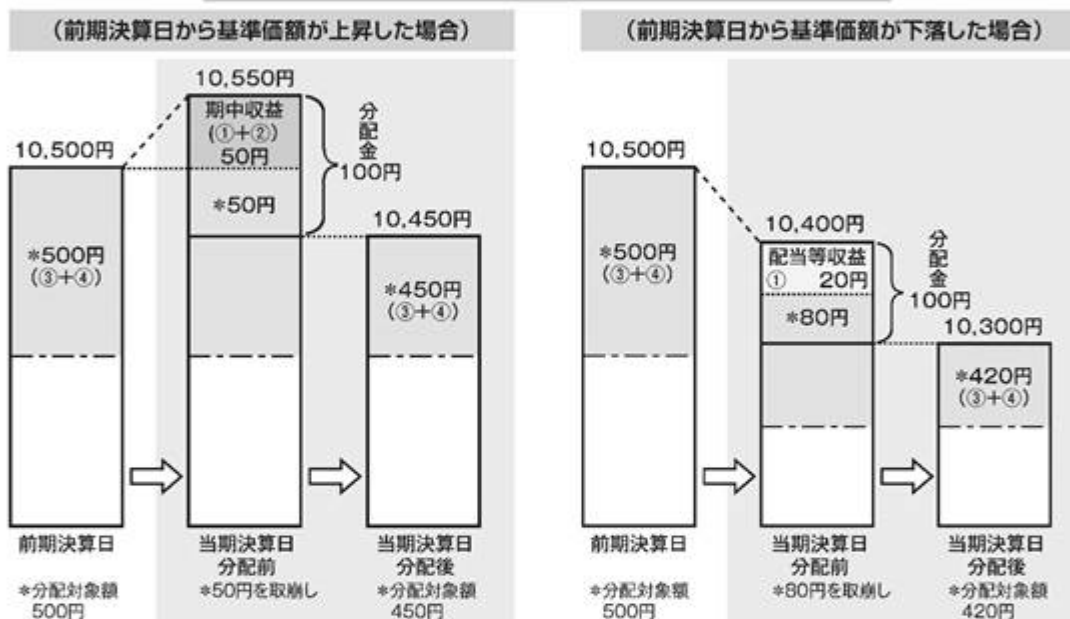 (前期決算日から基準価額が上昇した場合)
10,550円
期中収益
(①+②)
50円
*50円
分配金
100円
10,500円
*500円
(③+④)
10,450円
*450円
(③+④)
前期決算日
当期決算日
分配前
当期決算日
分配後
*分配対象額
500円
*50円を取崩し
*分配対象額
450円
(前期決算日から基準価額が下落した場合)
10,500円
*500円
(③+④)
10,400円
配当等収益
① 20円
*80円
分配金
100円
10,300円
*420円
(③+④)
前期決算日
当期決算日
分配前
当期決算日
分配後
*分配対象額
500円
*80円を取崩し
*分配対象額
420円